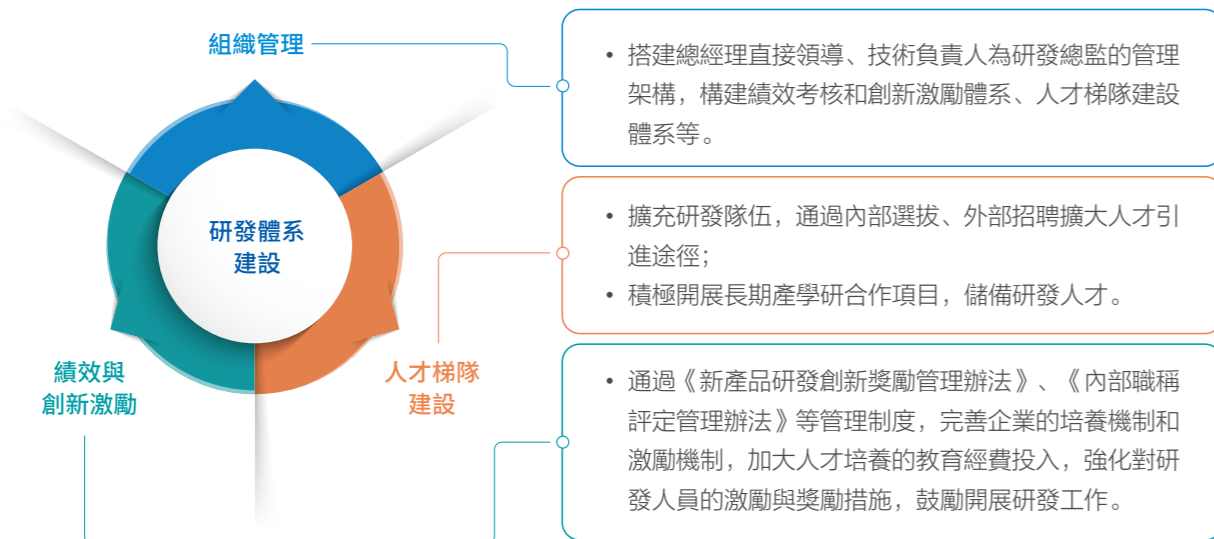 組織管理
• 搭建總經理直接領導、技術負責人為研發總監的管理
架構，構建績效考核和創新激勵體系、人才梯隊建設
體系等。
研發體系
建設
• 擴充研發隊伍，通過內部選拔、外部招聘擴大人才引
進途徑；
• 積極開展長期產學研合作項目，儲備研發人才。
人才梯隊
建設
績效與
創新激勵
• 通過《新產品研發創新獎勵管理辦法》、《內部職稱
評定管理辦法》等管理制度，完善企業的培養機制和
激勵機制，加大人才培養的教育經費投入，強化對研
發人員的激勵與獎勵措施，鼓勵開展研發工作。